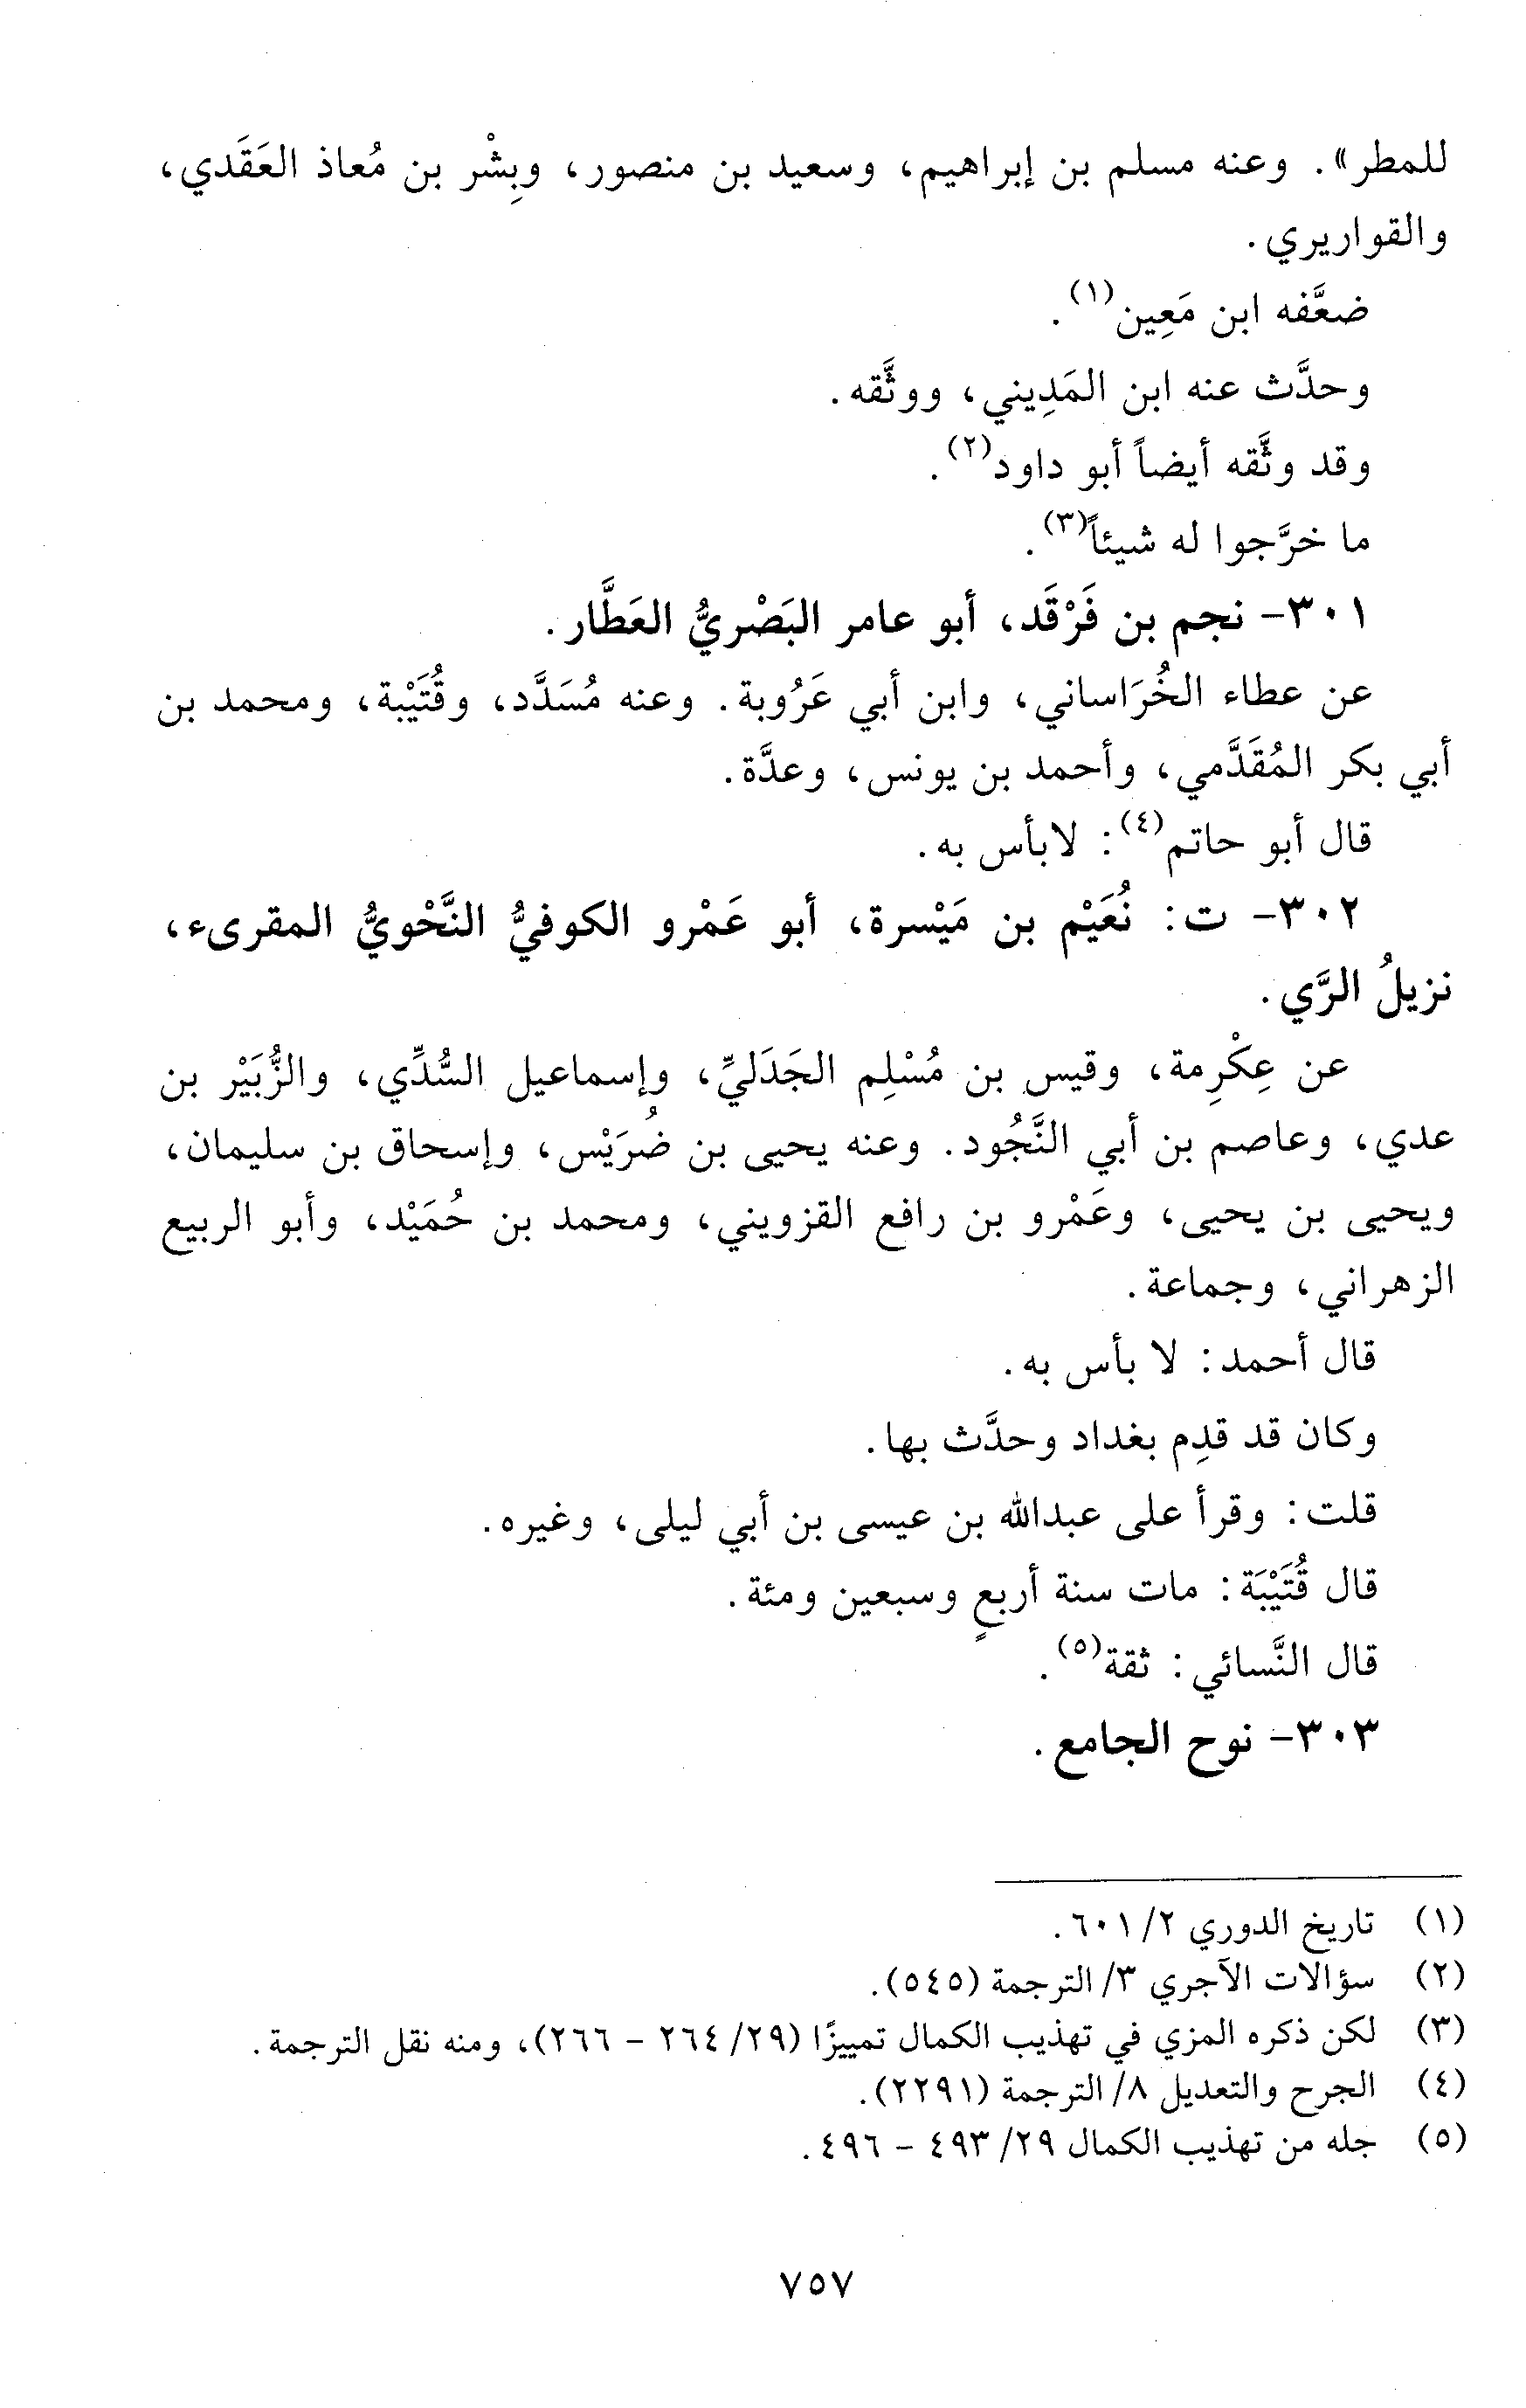 للمطر». وعنه مسلم بن إبراهيم، وسعيد بن منصور، وبِشْر بن مُعاذ العَقَدي،
والقواريري.
ضعَّفه ابن مَعِين(١).
وحدَّث عنه ابن المَدِيني، ووثَّقه.
وقد وثَّقه أيضاً أبو داود(٢).
ما خرَّجوا له شيئاً(٣).
٣٠١- نجم بن فَرْقَد، أبو عامر البَصْريُّ العَطَّار.
عن عطاء الخُرَاساني، وابن أبي عَرُوبة. وعنه مُسَدَّد، وقُتَيْبة، ومحمد بن
أبي بكر المُقَدَّمي، وأحمد بن يونس، وعدَّة.
قال أبو حاتم(٤): لابأس به.
٣٠٢- ت: نُعَيْم بن مَيْسرة، أبو عَمْرو الكوفيُّ النَّحْويُّ المقرىء،
نزيلُ الرَّي.
عن عِكْرِمة، وقيس بن مُسْلِم الجَدَليِّ، وإسماعيل السُّدِّي، والزُّبَيْر بن
عدي، وعاصم بن أبي النَّجُود. وعنه يحيى بن ضُرَيْس، وإسحاق بن سليمان،
ويحيى بن يحيى، وعَمْرو بن رافع القزويني، ومحمد بن حُمَيْد، وأبو الربيع
الزهراني، وجماعة.
قال أحمد: لا بأس به.
وكان قد قدِم بغداد وحدَّث بها.
قلت: وقرأ على عبدالله بن عيسى بن أبي ليلى، وغيره.
قال قُتَيْبَة: مات سنة أربعٍ وسبعين ومئة.
قال النَّسائي: ثقة(٥).
٣٠٣- نوح الجامع.
(١) تاريخ الدوري ٢/ ٦٠١.
(٢) سؤالات الآجري ٣/ الترجمة (٥٤٥).
(٣) لكن ذكره المزي في تهذيب الكمال تمييزًا (٢٩/ ٢٦٤ - ٢٦٦)، ومنه نقل الترجمة.
(٤) الجرح والتعديل ٨/ الترجمة (٢٢٩١).
(٥) جله من تهذيب الكمال ٢٩/ ٤٩٣ - ٤٩٦.
٧٥٧